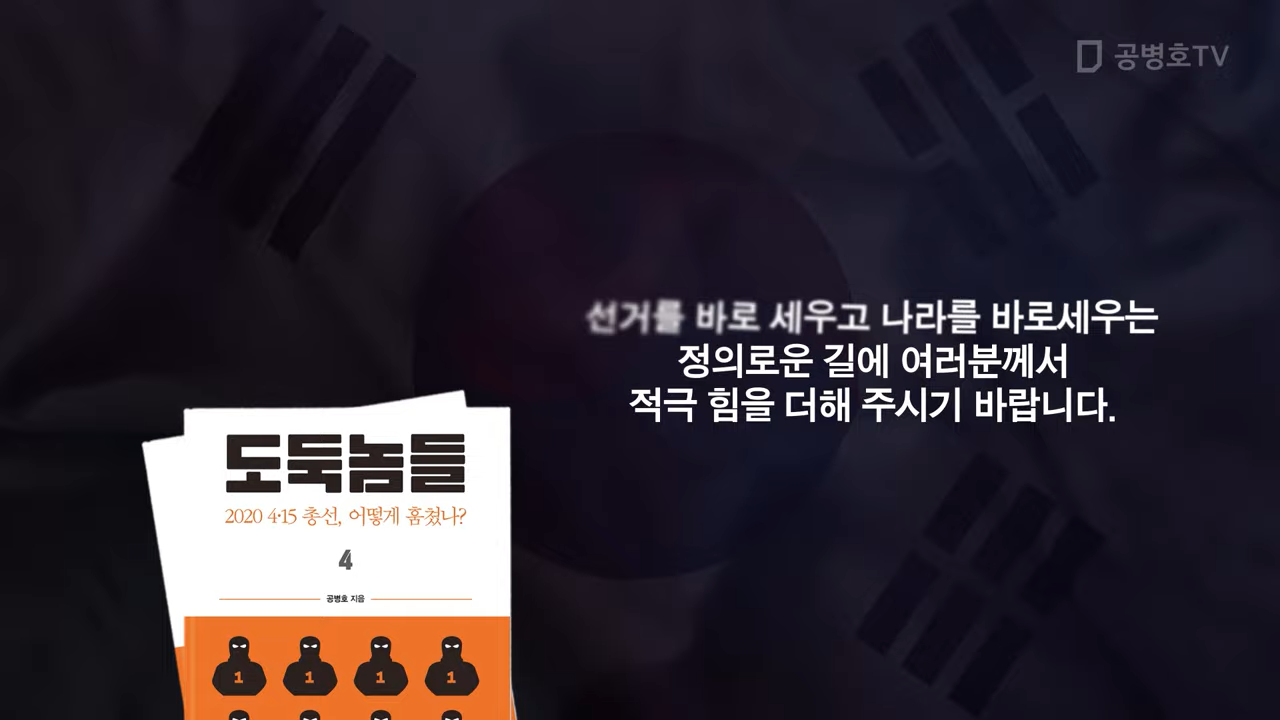 공병호TV
선거를 바로 세우고 나라를 바로세우는
정의로운 길에 여러분께서
적극 힘을 더해 주시기 바랍니다.
도둑놈들
2020 4·15 총선, 어떻게 훔쳤나?
4
공병호 지음
1 1 1 1